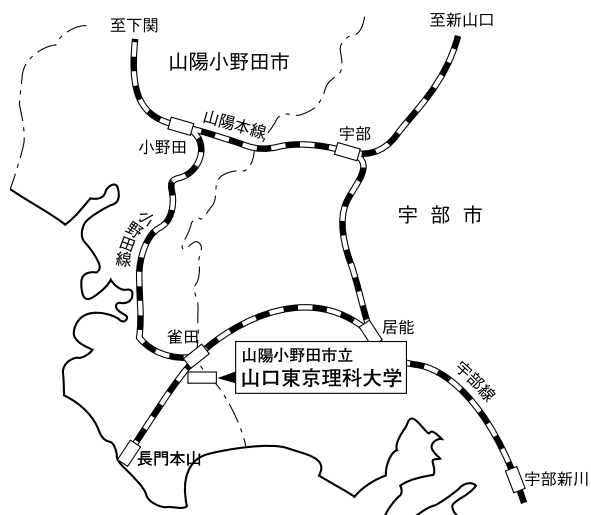 至下関
至新山口
山陽小野田市
山陽本線
宇部
小野田
宇部市
小野田線
居能
雀田
山陽小野田市立
山口東京理科大学
宇部線
長門本山
宇部新川